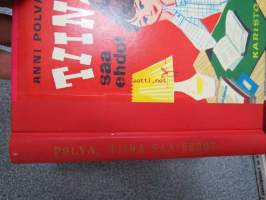 ANNI POLVA
TIINA
saa
ehdot
KARISTO
POLVA TIINA SAA EHDOT